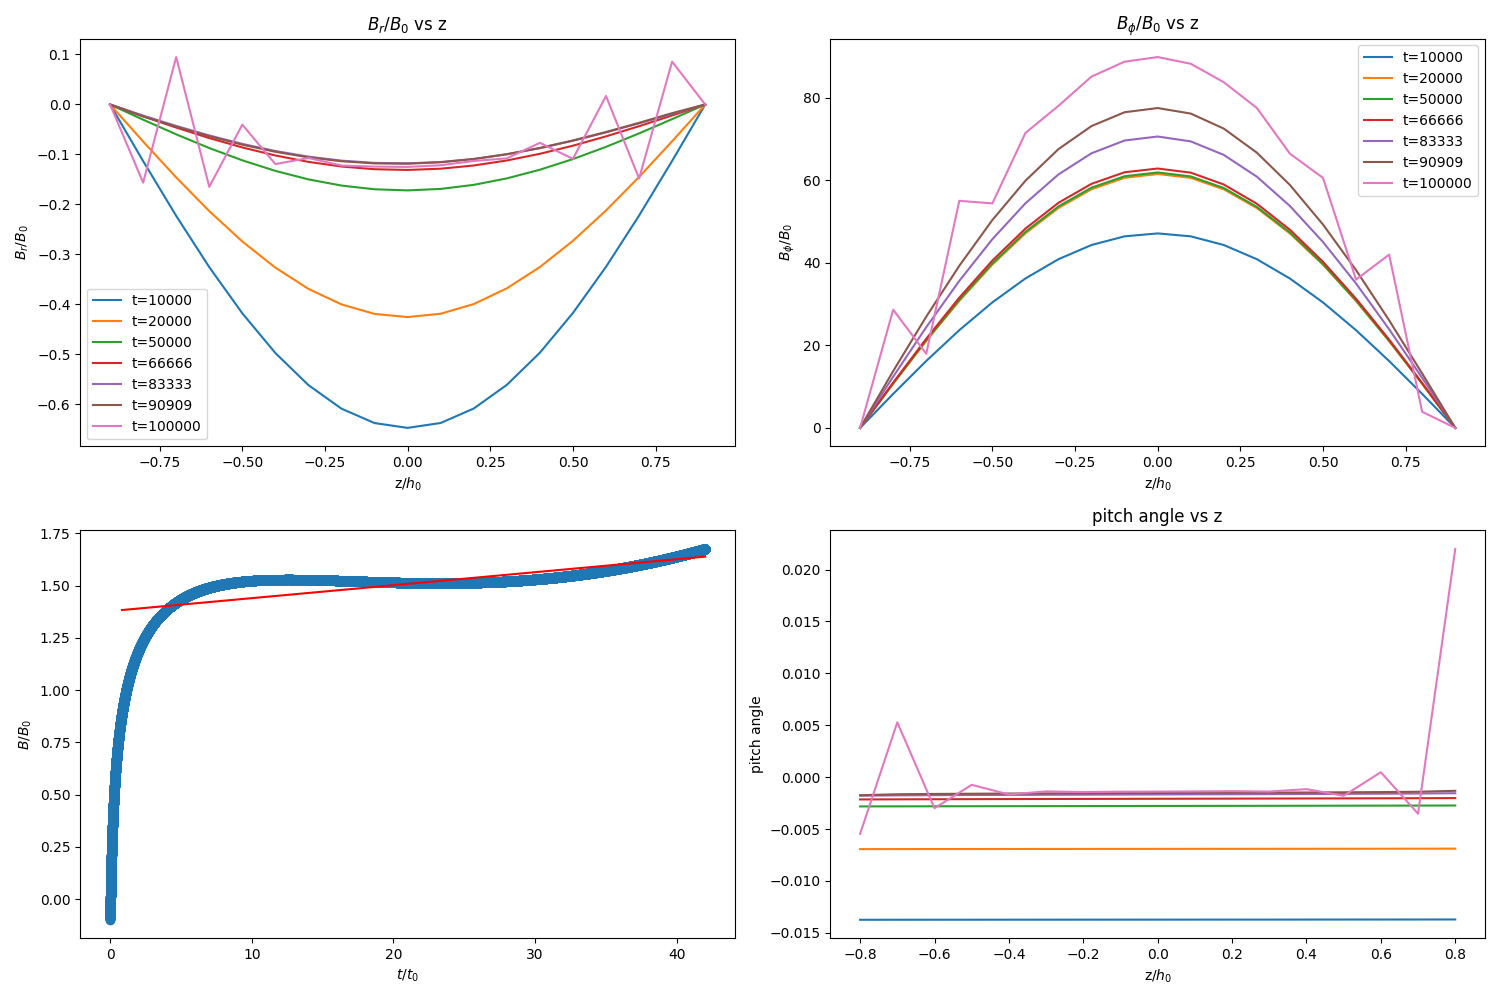 B_r/B_0 vs z
0.1
0.0
−0.1
−0.2
−0.3
−0.4
−0.5
−0.6
B_r/B_0
t=10000
t=20000
t=50000
t=66666
t=83333
t=90909
t=100000
−0.75
−0.50
−0.25
0.00
0.25
0.50
0.75
z/h_0
B_ϕ/B_0 vs z
80
60
40
20
0
B_ϕ/B_0
t=10000
t=20000
t=50000
t=66666
t=83333
t=90909
t=100000
−0.75
−0.50
−0.25
0.00
0.25
0.50
0.75
z/h_0
1.75
1.50
1.25
1.00
0.75
0.50
0.25
0.00
B/B_0
0
10
20
30
40
t/t_0
pitch angle vs z
0.020
0.015
0.010
0.005
0.000
−0.005
−0.010
−0.015
pitch angle
−0.8
−0.6
−0.4
−0.2
0.0
0.2
0.4
0.6
0.8
z/h_0